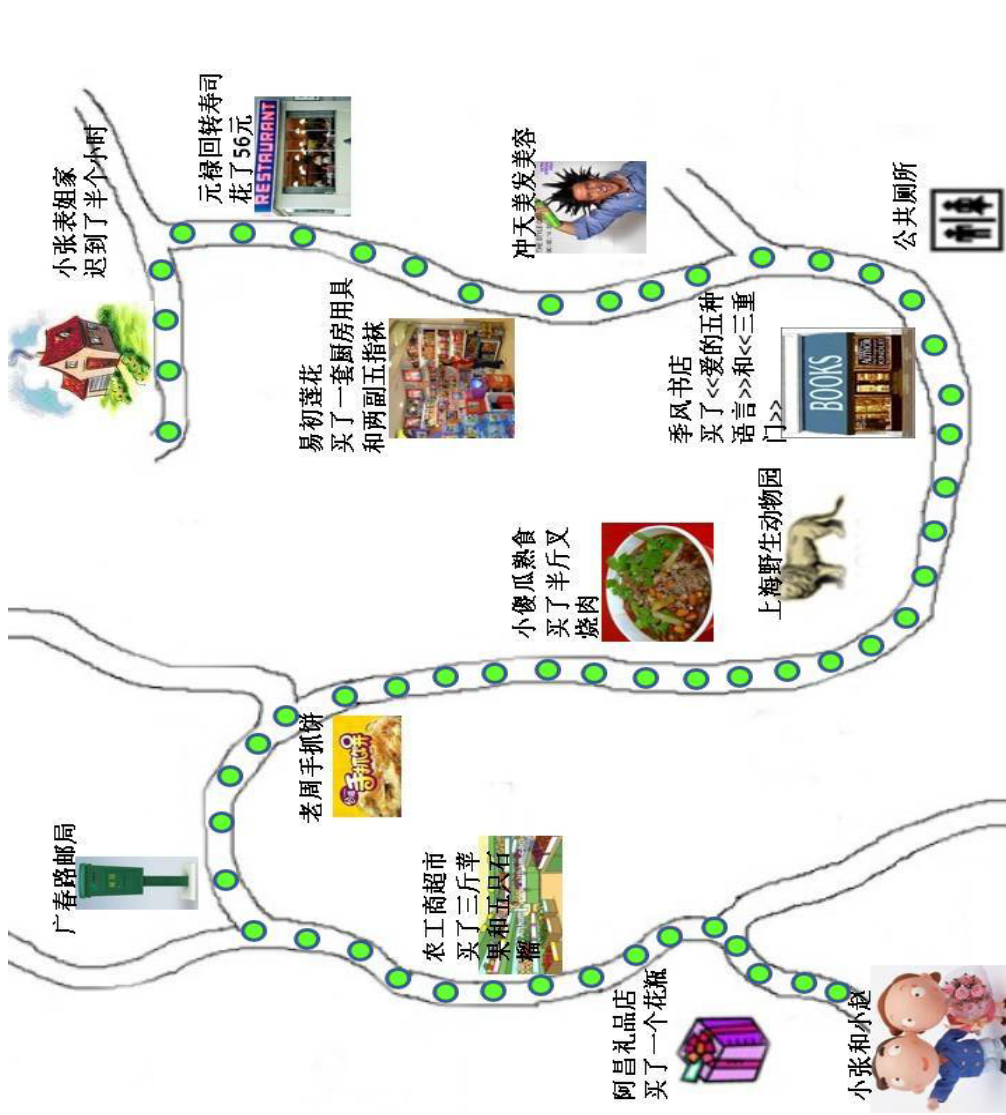 广春路邮局
小张表姐家
迟到了半个小时
元禄回转寿司
花了56元
RESTAURANT
老周手抓饼
手抓饼
易初莲花
买了一套厨房用具
和两副五指袜
农工商超市
买了三斤苹
果和五只石
榴
小傻瓜熟食
买了半斤叉
烧肉
冲天美发美容
阿昌礼品店
买了一个花瓶
季风书店
买了<<爱的五种
语言>>和<<三重
门>>
BOOKS
AUTHOR
上海野生动物园
小张和小赵
公共厕所